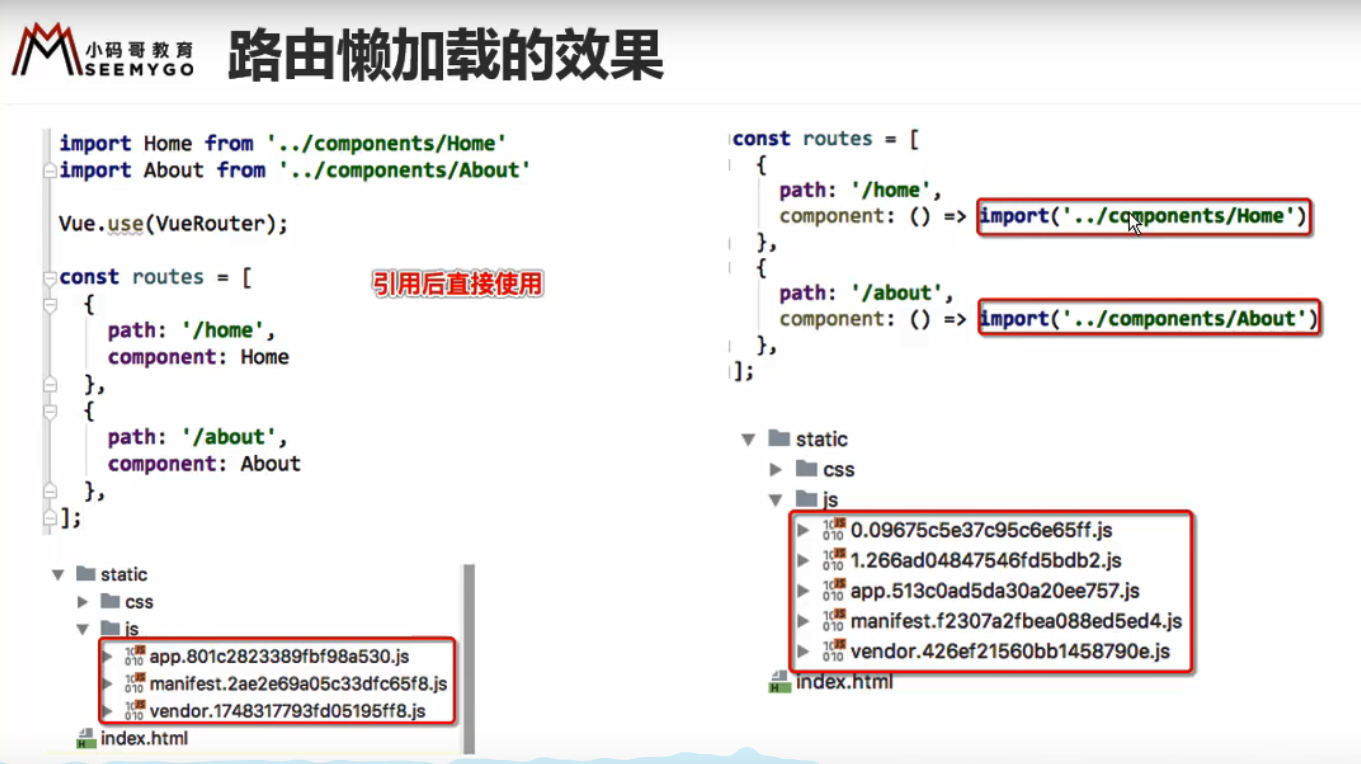 小码哥教育
SEEMYGO
路由懒加载的效果
import Home from '../components/Home'
import About from '../components/About'
Vue.use(VueRouter);
const routes = [
{
path: '/home',
component: Home
},
{
path: '/about',
component: About
},
];
引用后直接使用
static
css
js
app.801c2823389fbf98a530.js
manifest.2ae2e69a05c33dfc65f8.js
vendor.1748317793fd05195ff8.js
index.html
const routes = [
{
path: '/home',
component: () => import('../components/Home')
},
{
path: '/about',
component: () => import('../components/About')
},
];
static
css
js
0.09675c5e37c95c6e65ff.js
1.266ad04847546fd5bdb2.js
app.513c0ad5da30a20ee757.js
manifest.f2307a2fbea088ed5ed4.js
vendor.426ef21560bb1458790e.js
index.html